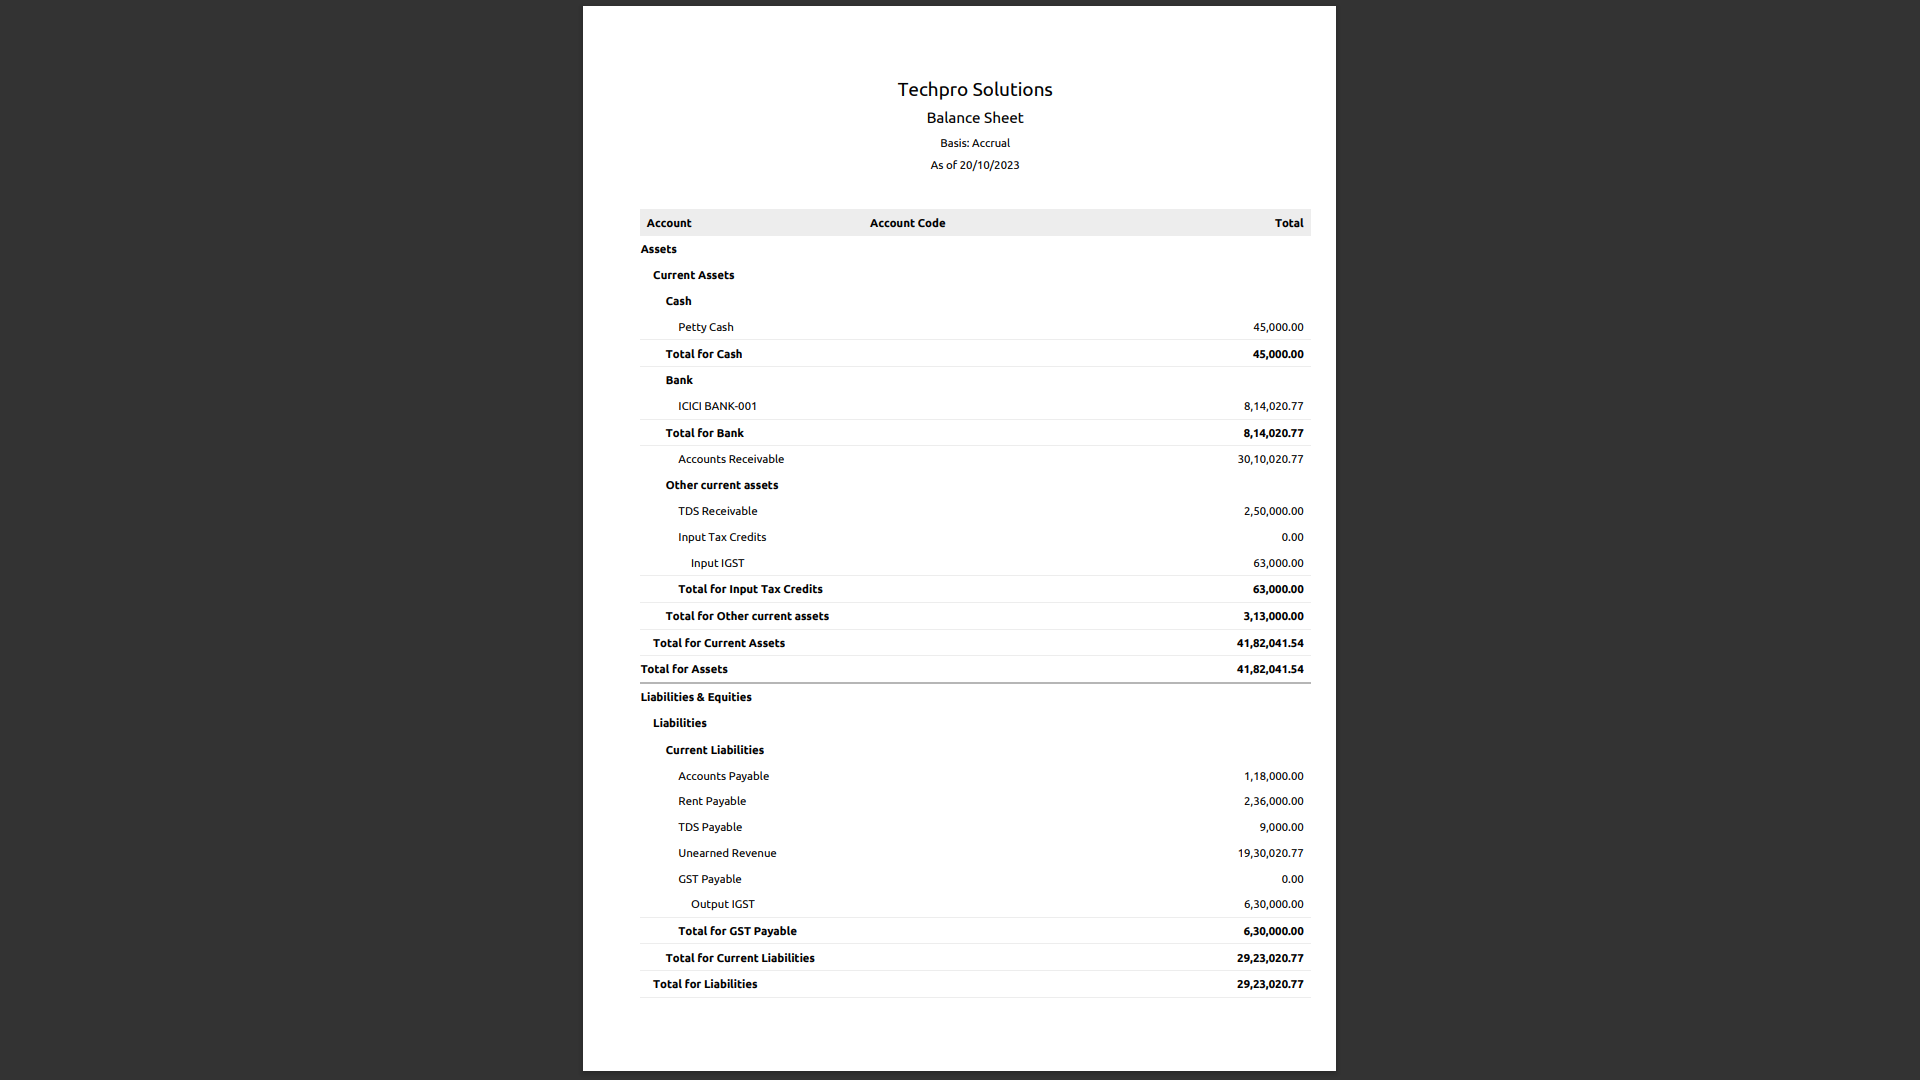 Techpro Solutions
Balance Sheet
Basis: Accrual
As of 20/10/2023
Account Account Code Total
Assets
Current Assets
Cash
Petty Cash 45,000.00
Total for Cash 45,000.00
Bank
ICICI BANK-001 8,14,020.77
Total for Bank 8,14,020.77
Accounts Receivable 30,10,020.77
Other current assets
TDS Receivable 2,50,000.00
Input Tax Credits 0.00
Input IGST 63,000.00
Total for Input Tax Credits 63,000.00
Total for Other current assets 3,13,000.00
Total for Current Assets 41,82,041.54
Total for Assets 41,82,041.54
Liabilities & Equities
Liabilities
Current Liabilities
Accounts Payable 1,18,000.00
Rent Payable 2,36,000.00
TDS Payable 9,000.00
Unearned Revenue 19,30,020.77
GST Payable 0.00
Output IGST 6,30,000.00
Total for GST Payable 6,30,000.00
Total for Current Liabilities 29,23,020.77
Total for Liabilities 29,23,020.77